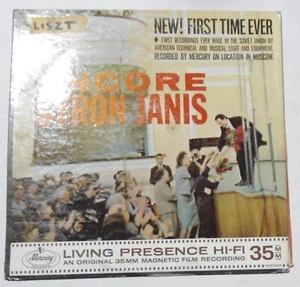 LISZT
NEW! FIRST TIME EVER
FIRST RECORDINGS EVER MADE IN THE SOVIET UNION BY
AMERICAN TECHNICAL AND MUSICAL STAFF AND EQUIPMENT.
RECORDED BY MERCURY ON LOCATION IN MOSCOW.
NCORE
YRON JANIS
Mercury
LIVING PRESENCE HI-FI 35 MM
AN ORIGINAL 35MM MAGNETIC FILM RECORDING